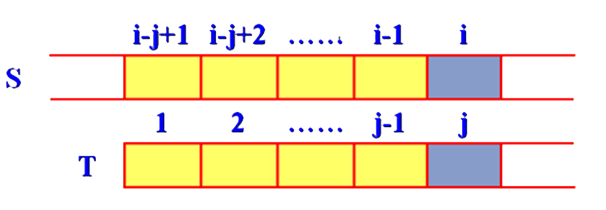 i-j+1 i-j+2 …… i-1 i
S
1 2 …… j-1 j
T